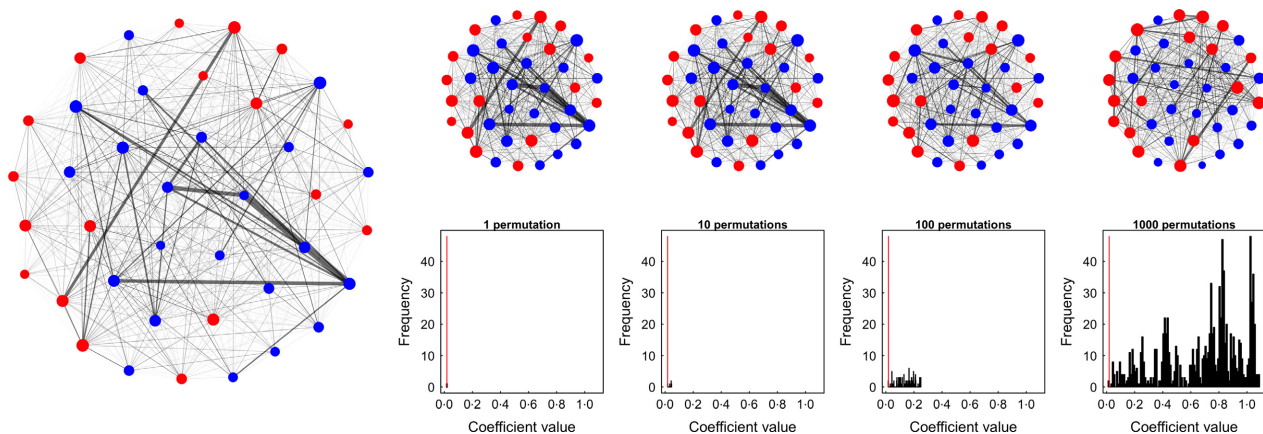 1 permutation
10 permutations
100 permutations
1000 permutations
Frequency
40
30
20
10
0
0·0 0·2 0·4 0·6 0·8 1·0
Coefficient value
Frequency
40
30
20
10
0
0·0 0·2 0·4 0·6 0·8 1·0
Coefficient value
Frequency
40
30
20
10
0
0·0 0·2 0·4 0·6 0·8 1·0
Coefficient value
Frequency
40
30
20
10
0
0·0 0·2 0·4 0·6 0·8 1·0
Coefficient value